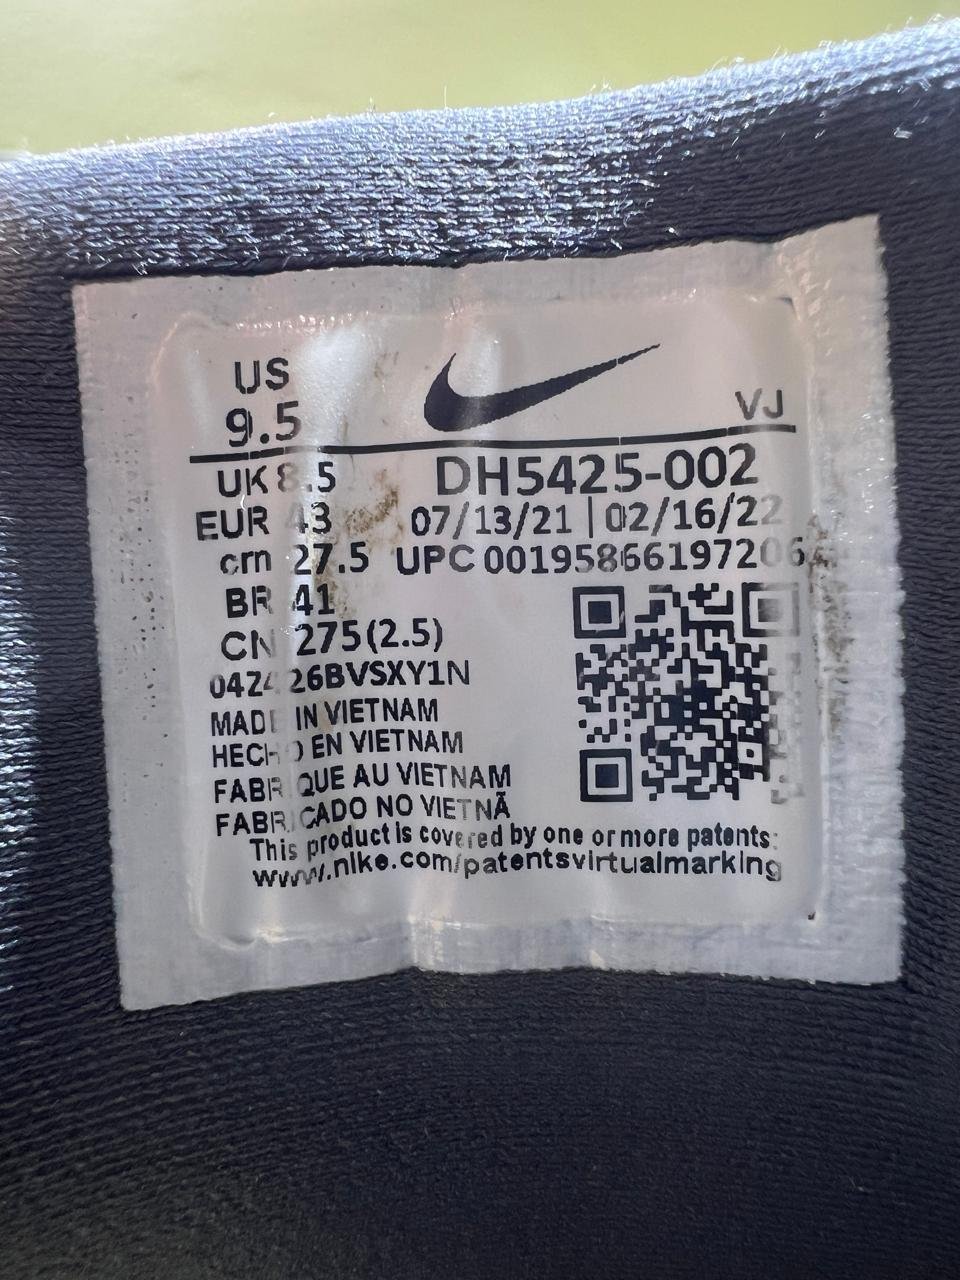 US
9.5
VJ
UK 8.5
DH5425-002
EUR 43
07/13/21 | 02/16/22
cm 27.5
UPC 00195866197206
BR 41
CN 275(2.5)
26BVSXY1N
MADE IN VIETNAM
HECHO EN VIETNAM
FABRIQUE AU VIETNAM
FABRICADO NO VIETNÃ
This product is covered by one or more patents:
www.nike.com/patentsvirtualmarking